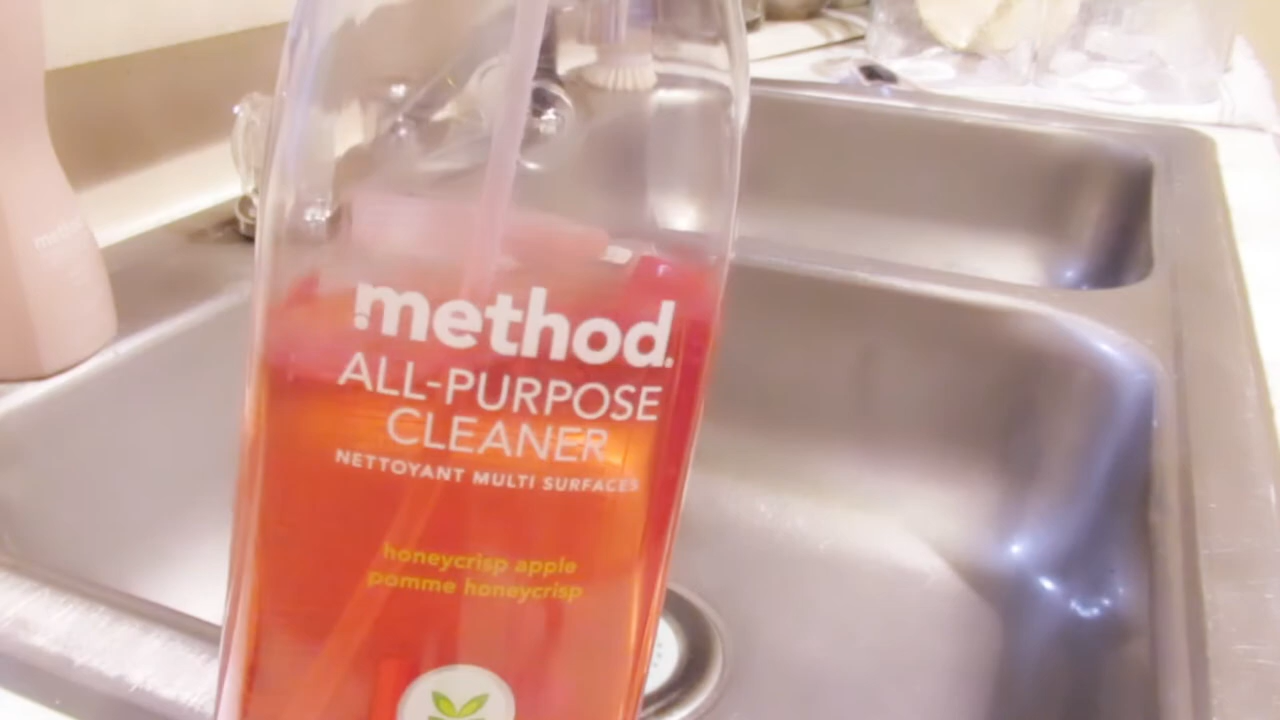 method.
ALL-PURPOSE
CLEANER
NETTOYANT MULTI SURFACES
honeycrisp apple
pomme honeycrisp